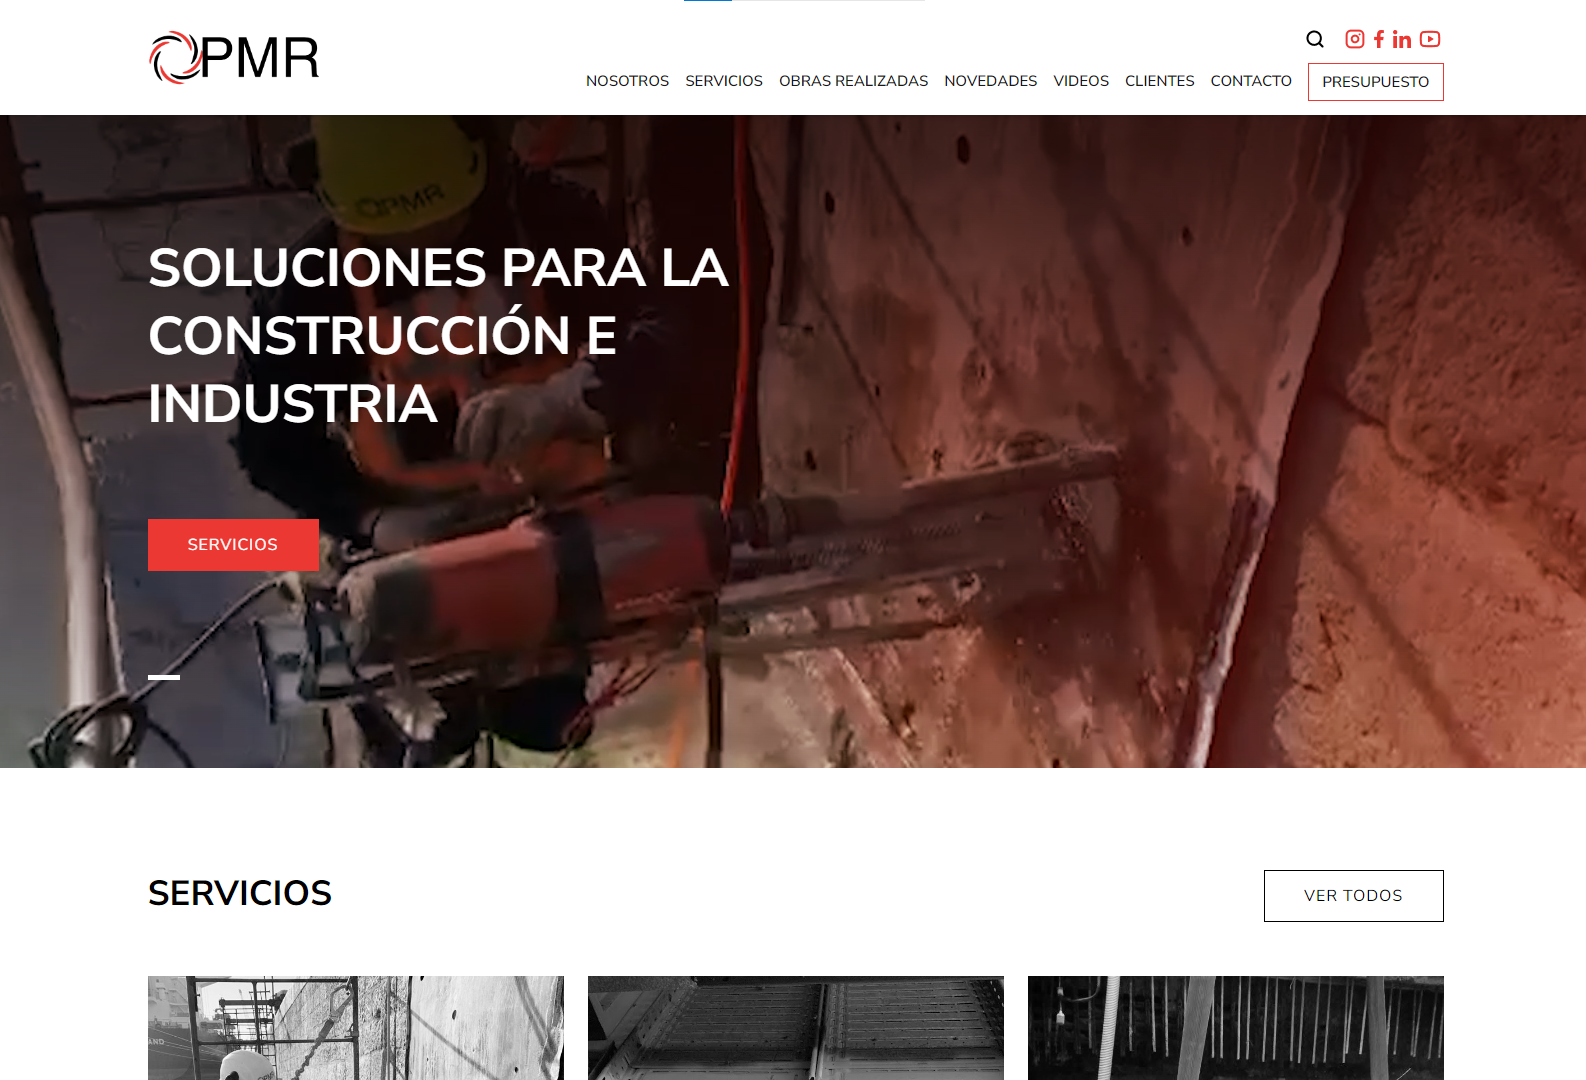 PMR
NOSOTROS SERVICIOS OBRAS REALIZADAS NOVEDADES VIDEOS CLIENTES CONTACTO PRESUPUESTO
PMR
SOLUCIONES PARA LA
CONSTRUCCIÓN E
INDUSTRIA
SERVICIOS
SERVICIOS
VER TODOS